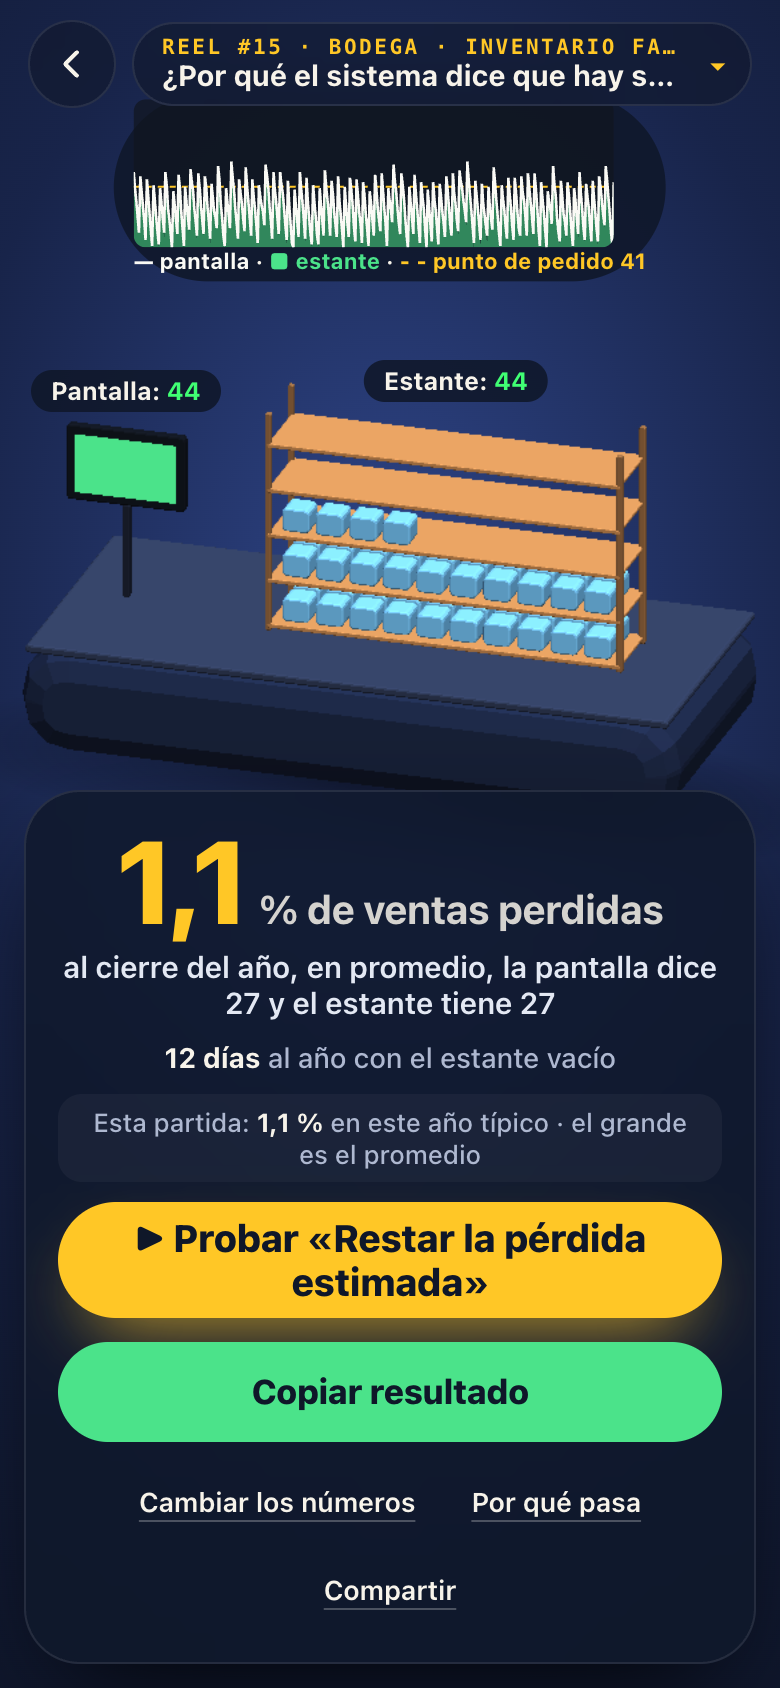 REEL #15 · BODEGA · INVENTARIO FA…
¿Por qué el sistema dice que hay s...
— pantalla · estante · - - punto de pedido 41
Pantalla: 44
Estante: 44
1,1 % de ventas perdidas
al cierre del año, en promedio, la pantalla dice
27 y el estante tiene 27
12 días al año con el estante vacío
Esta partida: 1,1 % en este año típico · el grande
es el promedio
▶ Probar «Restar la pérdida
estimada»
Copiar resultado
Cambiar los números
Por qué pasa
Compartir